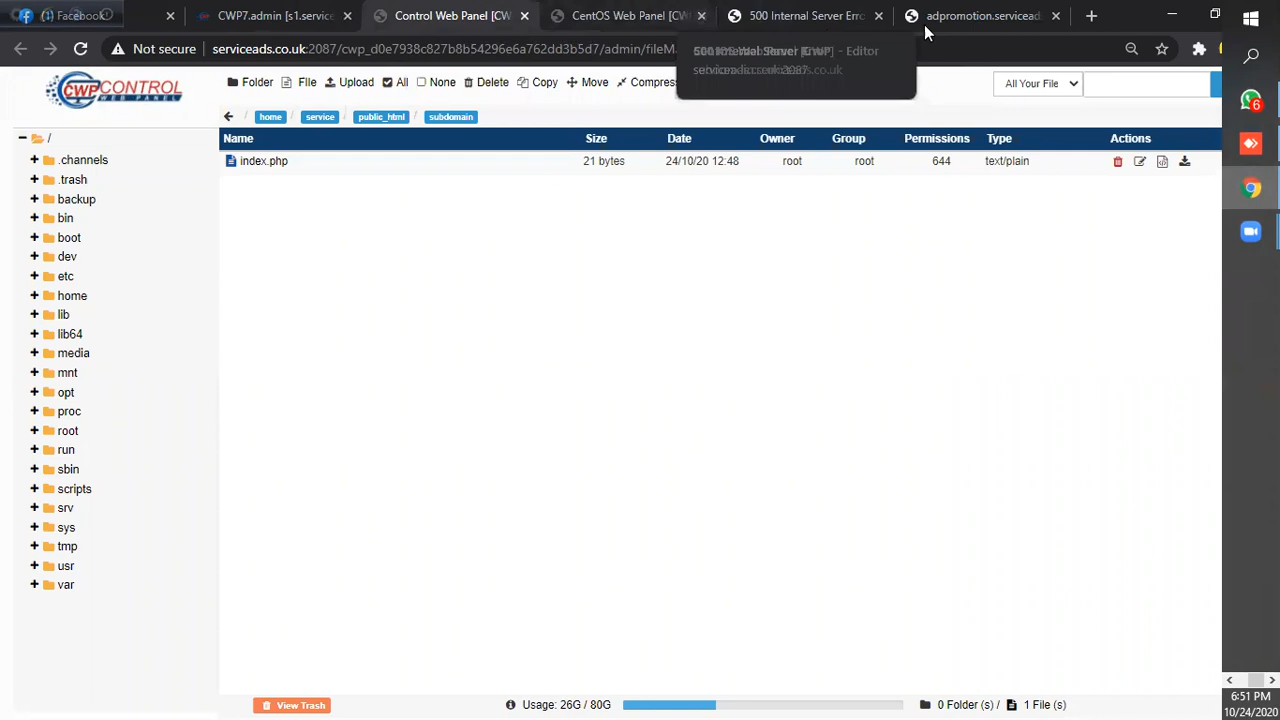 Facebook
CWP7.admin [s1.service
Control Web Panel [CW
CentOS Web Panel [CW
500 Internal Server Erro
adpromotion.servicead
Not secure
serviceads.co.uk:2087/cwp_d0e7938c827b8b54296e6a762dd3b5d7/admin/fileM
- Editor
CWP CONTROL
WEB PANEL
Folder
File
Upload
All
None
Delete
Copy
Move
Compress
All Your File
home / service / public_html / subdomain
/
Name Size Date Owner Group Permissions Type Actions
index.php 21 bytes 24/10/20 12:48 root root 644 text/plain
.channels
.trash
backup
bin
boot
dev
etc
home
lib
lib64
media
mnt
opt
proc
root
run
sbin
scripts
srv
sys
tmp
usr
var
View Trash
Usage: 26G / 80G
0 Folder (s) / 1 File (s)
6
6:51 PM
10/24/2020